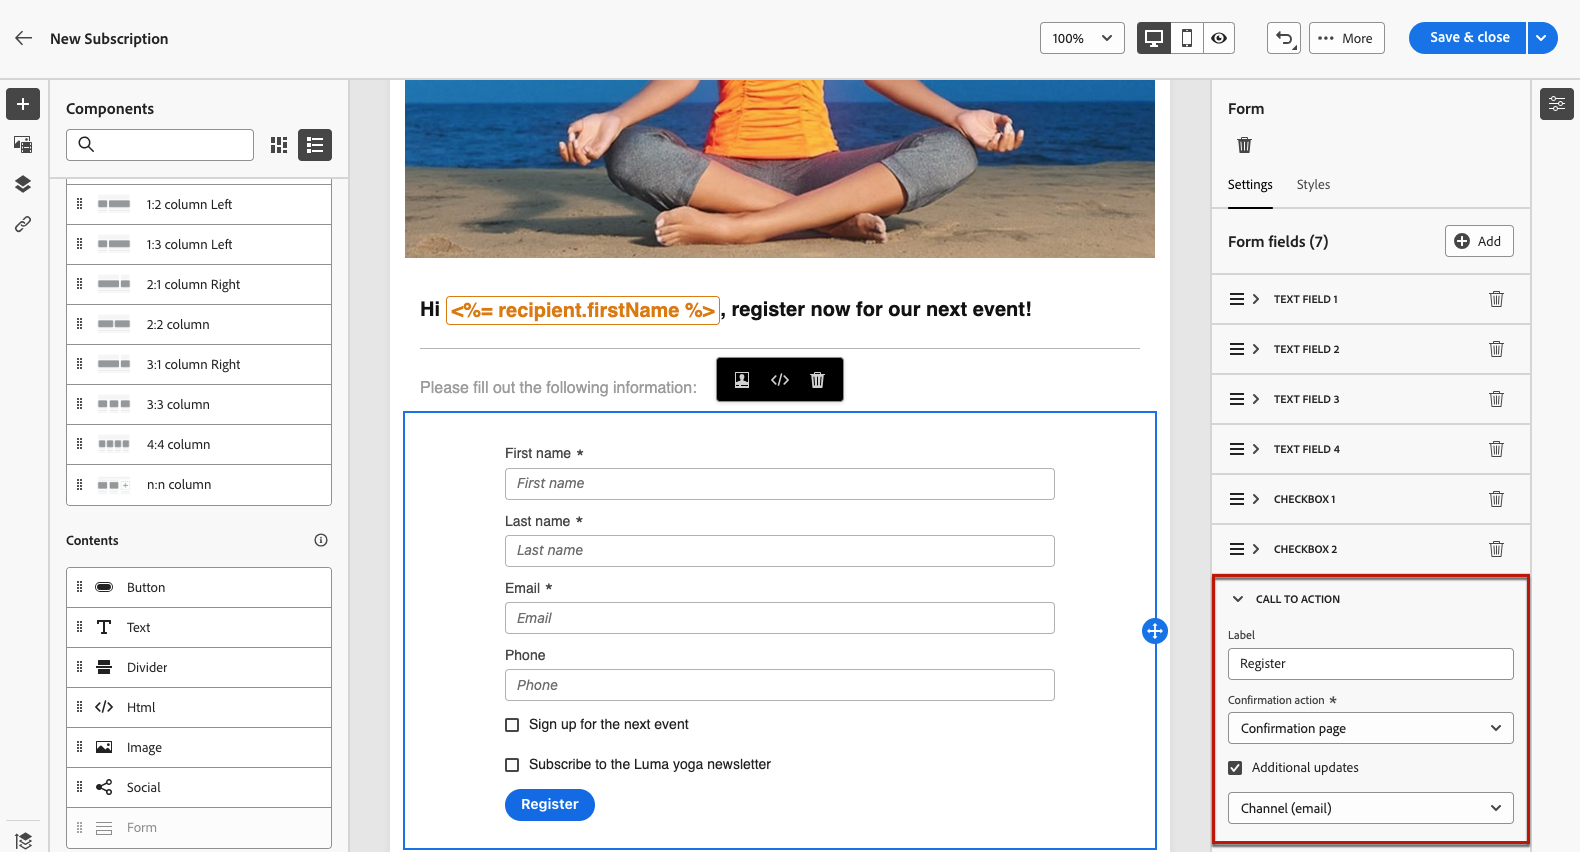 New Subscription
100%
More
Save & close
Components
1:2 column Left
1:3 column Left
2:1 column Right
2:2 column
3:1 column Right
3:3 column
4:4 column
n:n column
Contents
Button
Text
Divider
Html
Image
Social
Form
Hi <%= recipient.firstName %>, register now for our next event!
Please fill out the following information:
First name *
First name
Last name *
Last name
Email *
Email
Phone
Phone
Sign up for the next event
Subscribe to the Luma yoga newsletter
Register
Form
Settings Styles
Form fields (7)
Add
TEXT FIELD 1
TEXT FIELD 2
TEXT FIELD 3
TEXT FIELD 4
CHECKBOX 1
CHECKBOX 2
CALL TO ACTION
Label
Register
Confirmation action *
Confirmation page
Additional updates
Channel (email)